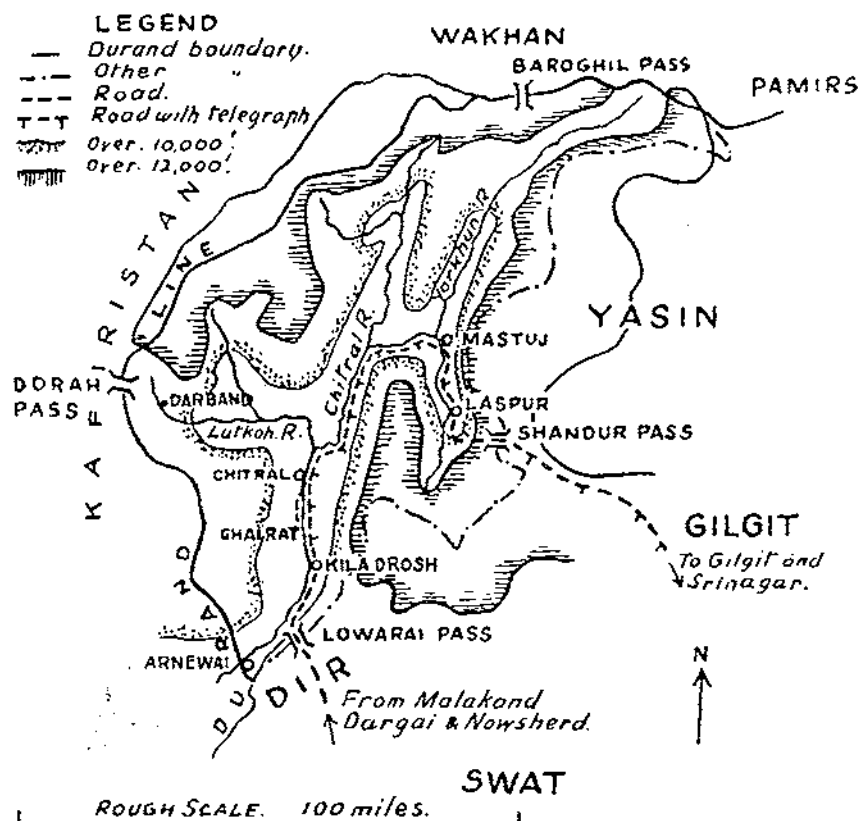 LEGEND
Durand boundary.
Other "
Road.
Road with telegraph
Over. 10,000'.
Over. 12,000'.
WAKHAN
BAROGHIL PASS
PAMIRS
KAFIRISTAN
DURAND LINE
Yorkhun R
YASIN
Chitral R.
MASTUJ
DORAH
PASS
DARBAND
LASPUR
Lutkoh. R.
SHANDUR PASS
CHITRAL
GHAIRAT
GILGIT
KILA DROSH
To Gilgit and
Srinagar.
LOWARAI PASS
ARNEWAI
DIR
N
From Malakand
Dargai & Nowsherd.
SWAT
ROUGH SCALE. 100 miles.